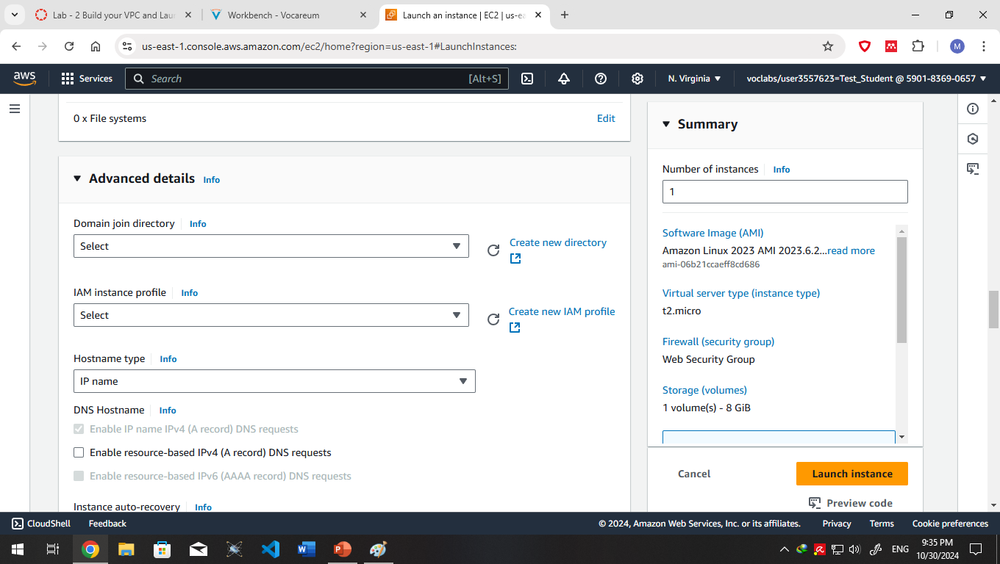 Lab - 2 Build your VPC and Lau
Workbench - Vocareum
Launch an instance | EC2 | us-ea
us-east-1.console.aws.amazon.com/ec2/home?region=us-east-1#LaunchInstances:
M
aws
Services
Search
[Alt+S]
N. Virginia
voclabs/user3557623=Test_Student @ 5901-8369-0657
0 x File systems
Edit
Advanced details Info
Domain join directory Info
Select
Create new directory
IAM instance profile Info
Select
Create new IAM profile
Hostname type Info
IP name
DNS Hostname Info
Enable IP name IPv4 (A record) DNS requests
Enable resource-based IPv4 (A record) DNS requests
Enable resource-based IPv6 (AAAA record) DNS requests
Instance auto-recovery Info
Summary
Number of instances Info
1
Software Image (AMI)
Amazon Linux 2023 AMI 2023.6.2...read more
ami-06b21ccaeff8cd686
Virtual server type (instance type)
t2.micro
Firewall (security group)
Web Security Group
Storage (volumes)
1 volume(s) - 8 GiB
Cancel
Launch instance
Preview code
CloudShell
Feedback
© 2024, Amazon Web Services, Inc. or its affiliates.
Privacy
Terms
Cookie preferences
ENG
9:35 PM
10/30/2024